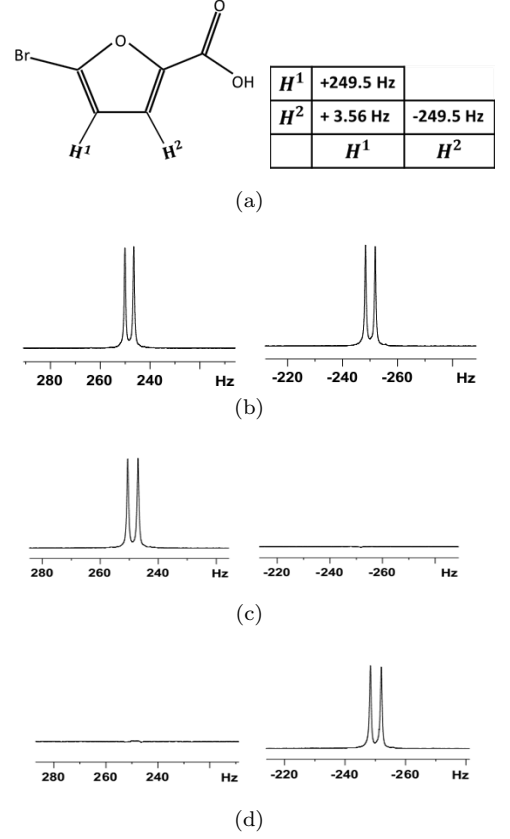 O
Br
O
OH
H¹
H²
H¹ +249.5 Hz
H² + 3.56 Hz -249.5 Hz
H¹ H²
(a)
280 260 240 Hz
-220 -240 -260 Hz
(b)
280 260 240 Hz
-220 -240 -260 Hz
(c)
280 260 240 Hz
-220 -240 -260 Hz
(d)